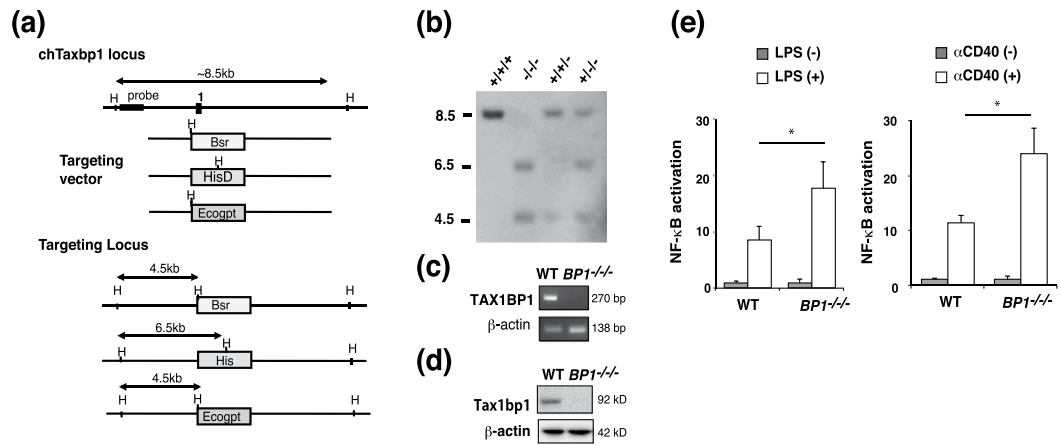 (a)
chTaxbp1 locus
~8.5kb
H probe 1 H
H
Bsr
Targeting vector
H
HisD
H
Ecogpt
Targeting Locus
4.5kb
H H H
Bsr
6.5kb
H H H
His
4.5kb
H H H
Ecogpt
(b)
+/+/+ -/-/- +/+/- +/-/-
8.5
6.5
4.5
(c)
WT BP1-/-/-
TAX1BP1 270 bp
β-actin 138 bp
(d)
WT BP1-/-/-
Tax1bp1 92 kD
β-actin 42 kD
(e)
LPS (-)
LPS (+)
*
NF-κB activation
30
20
10
0
WT BP1-/-/-
αCD40 (-)
αCD40 (+)
*
NF-κB activation
30
20
10
0
WT BP1-/-/-